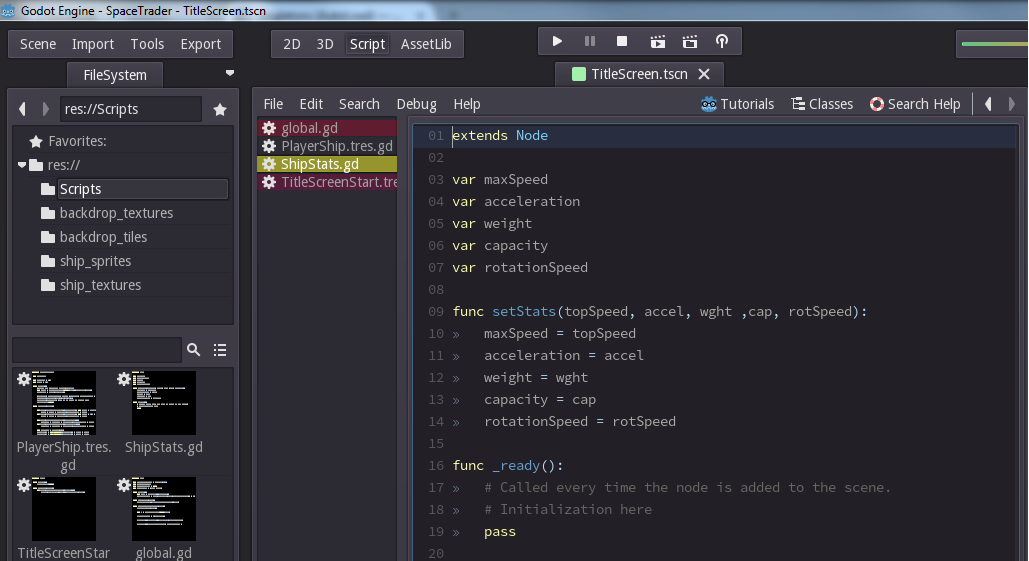 Godot Engine - SpaceTrader - TitleScreen.tscn
Scene Import Tools Export
2D 3D Script AssetLib
FileSystem
TitleScreen.tscn
res://Scripts
File Edit Search Debug Help
Tutorials Classes Search Help
Favorites:
res://
Scripts
backdrop_textures
backdrop_tiles
ship_sprites
ship_textures
PlayerShip.tres.
gd
ShipStats.gd
TitleScreenStar
global.gd
global.gd
PlayerShip.tres.gd
ShipStats.gd
TitleScreenStart.tre
01 extends Node
02
03 var maxSpeed
04 var acceleration
05 var weight
06 var capacity
07 var rotationSpeed
08
09 func setStats(topSpeed, accel, wght ,cap, rotSpeed):
10 » maxSpeed = topSpeed
11 » acceleration = accel
12 » weight = wght
13 » capacity = cap
14 » rotationSpeed = rotSpeed
15
16 func _ready():
17 » # Called every time the node is added to the scene.
18 » # Initialization here
19 » pass
20